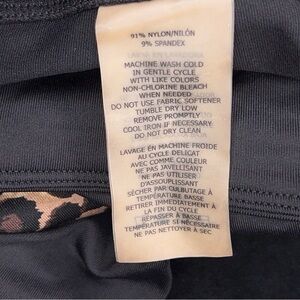 91% NYLON/NILÓN
9% SPANDEX
MACHINE WASH COLD
IN GENTLE CYCLE
WITH LIKE COLORS
NON-CHLORINE BLEACH
WHEN NEEDED
DO NOT USE FABRIC SOFTENER
TUMBLE DRY LOW
REMOVE PROMPTLY
COOL IRON IF NECESSARY
DO NOT DRY CLEAN
LAVAGE EN MACHINE FROIDE
AU CYCLE DELICAT
AVEC COMME COULEUR
NE PAS JAVELLISANT
NE PAS UTILISER
D'ASSOUPLISSANT
SÉCHER PAR CULBUTAGE À
TEMPÉRATURE BASSE
RETIRER IMMEDIATEMENT À
LA FIN DU CYCLE
REPASSER À BASSE
TEMPÉRATURE SI NÉCESSAIRE
NE PAS NETTOYER À SEC